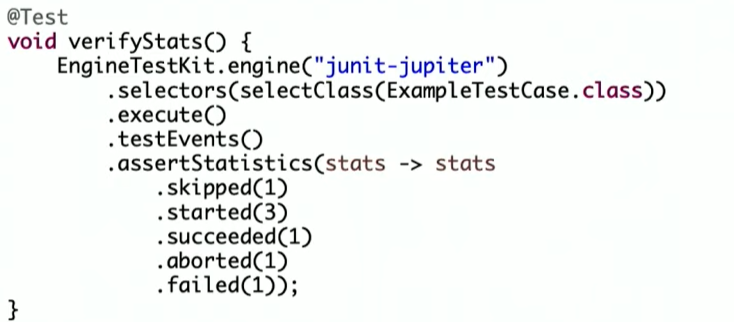 @Test
void verifyStats() {
    EngineTestKit.engine("junit-jupiter")
        .selectors(selectClass(ExampleTestCase.class))
        .execute()
        .testEvents()
        .assertStatistics(stats -> stats
            .skipped(1)
            .started(3)
            .succeeded(1)
            .aborted(1)
            .failed(1));
}